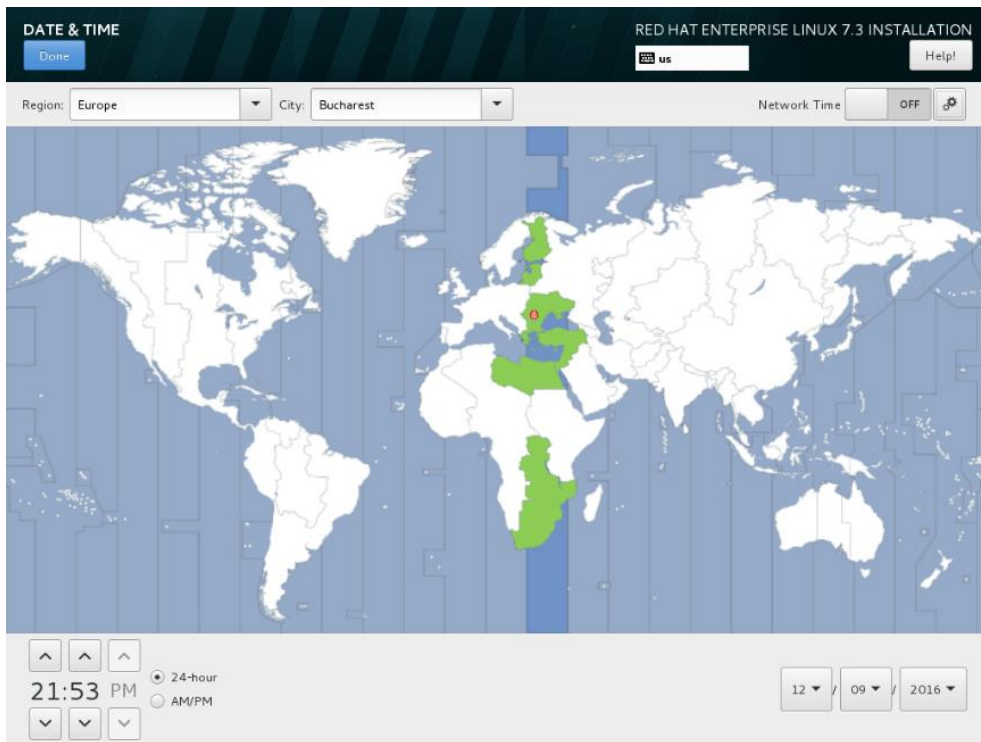 DATE & TIME
RED HAT ENTERPRISE LINUX 7.3 INSTALLATION
Done
us
Help!
Region: Europe City: Bucharest Network Time OFF
21:53 PM
24-hour
AM/PM
12 / 09 / 2016